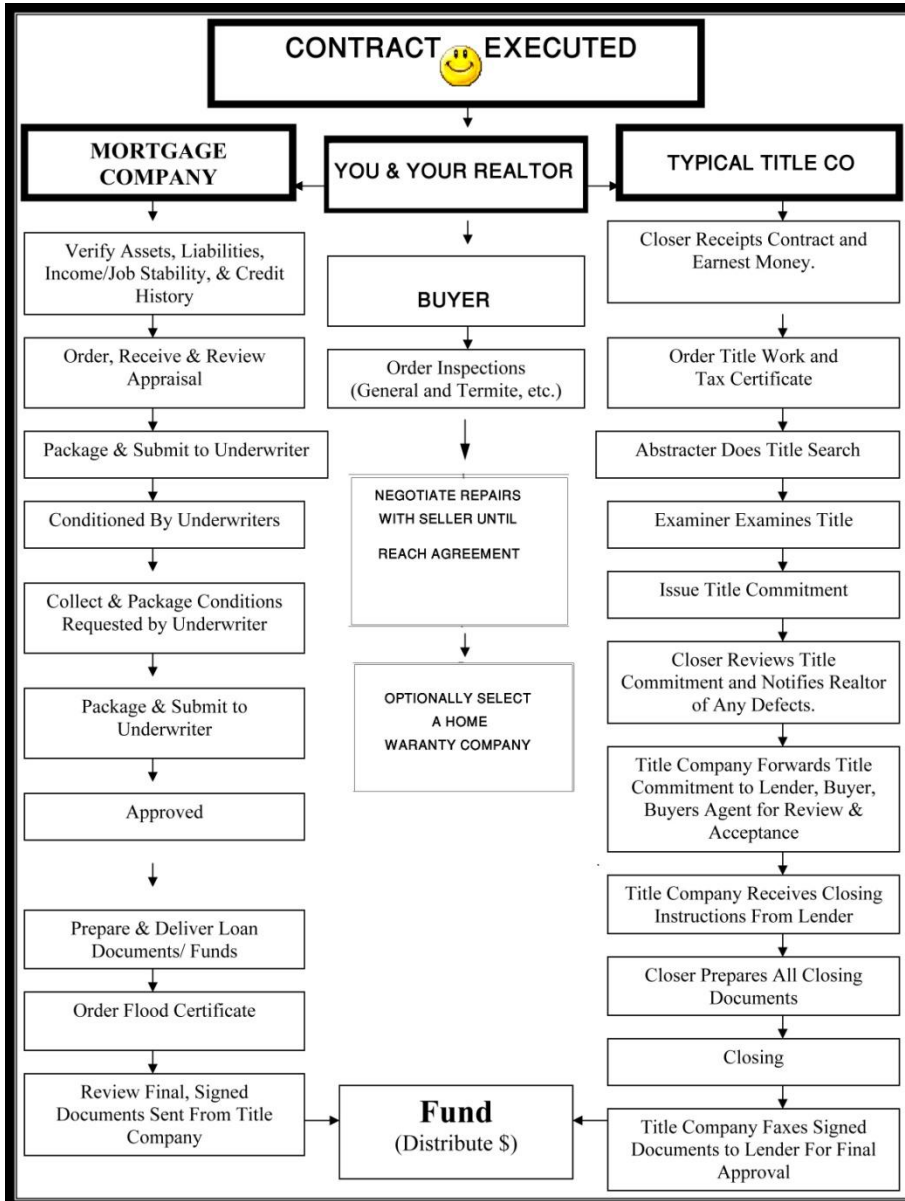 CONTRACT EXECUTED
MORTGAGE
COMPANY
YOU & YOUR REALTOR
TYPICAL TITLE CO
Verify Assets, Liabilities,
Income/Job Stability, & Credit
History
Order, Receive & Review
Appraisal
Package & Submit to Underwriter
Conditioned By Underwriters
Collect & Package Conditions
Requested by Underwriter
Package & Submit to
Underwriter
Approved
Prepare & Deliver Loan
Documents/ Funds
Order Flood Certificate
Review Final, Signed
Documents Sent From Title
Company
BUYER
Order Inspections
(General and Termite, etc.)
NEGOTIATE REPAIRS
WITH SELLER UNTIL
REACH AGREEMENT
OPTIONALLY SELECT
A HOME
WARANTY COMPANY
Closer Receipts Contract and
Earnest Money.
Order Title Work and
Tax Certificate
Abstracter Does Title Search
Examiner Examines Title
Issue Title Commitment
Closer Reviews Title
Commitment and Notifies Realtor
of Any Defects.
Title Company Forwards Title
Commitment to Lender, Buyer,
Buyers Agent for Review &
Acceptance
Title Company Receives Closing
Instructions From Lender
Closer Prepares All Closing
Documents
Closing
Title Company Faxes Signed
Documents to Lender For Final
Approval
Fund
(Distribute $)